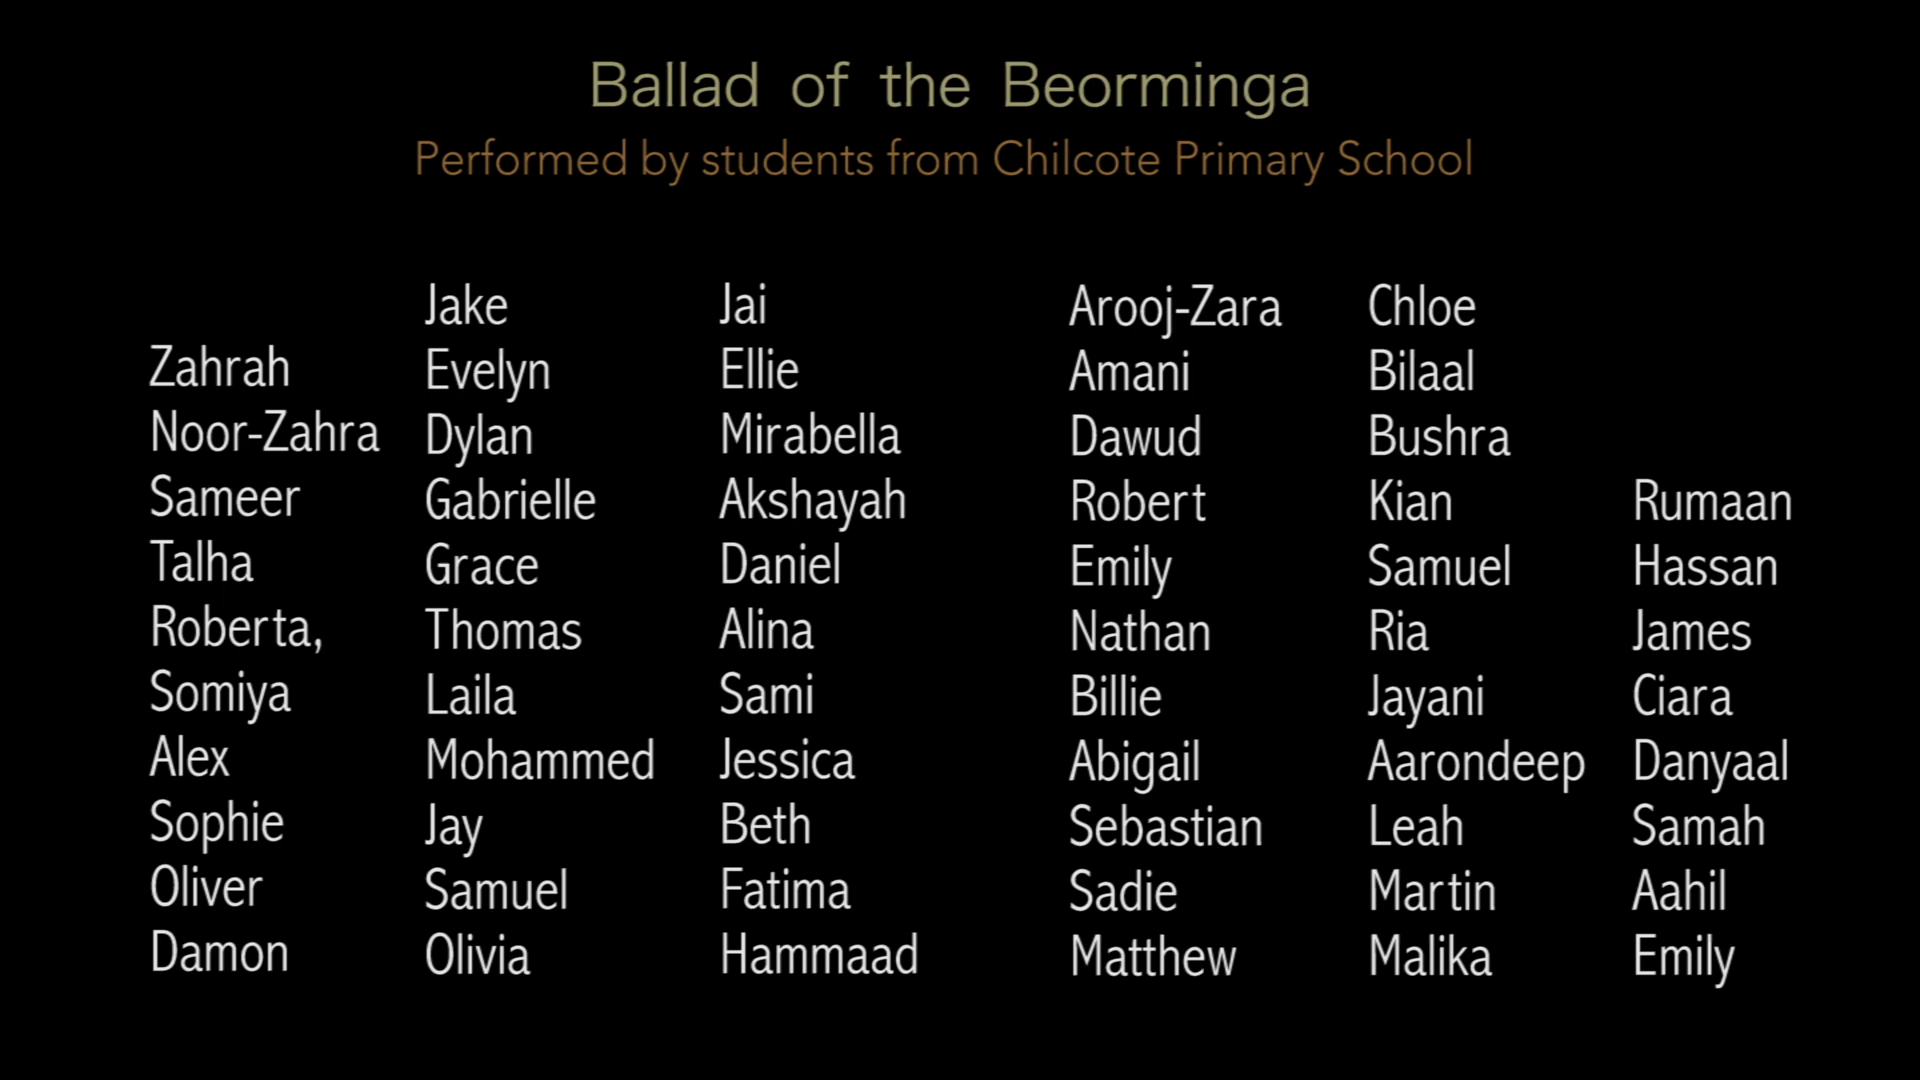 Ballad of the Beorminga
Performed by students from Chilcote Primary School
Zahrah
Noor-Zahra
Sameer
Talha
Roberta,
Somiya
Alex
Sophie
Oliver
Damon
Jake
Evelyn
Dylan
Gabrielle
Grace
Thomas
Laila
Mohammed
Jay
Samuel
Olivia
Jai
Ellie
Mirabella
Akshayah
Daniel
Alina
Sami
Jessica
Beth
Fatima
Hammaad
Arooj-Zara
Amani
Dawud
Robert
Emily
Nathan
Billie
Abigail
Sebastian
Sadie
Matthew
Chloe
Bilaal
Bushra
Kian
Samuel
Ria
Jayani
Aarondeep
Leah
Martin
Malika
Rumaan
Hassan
James
Ciara
Danyaal
Samah
Aahil
Emily